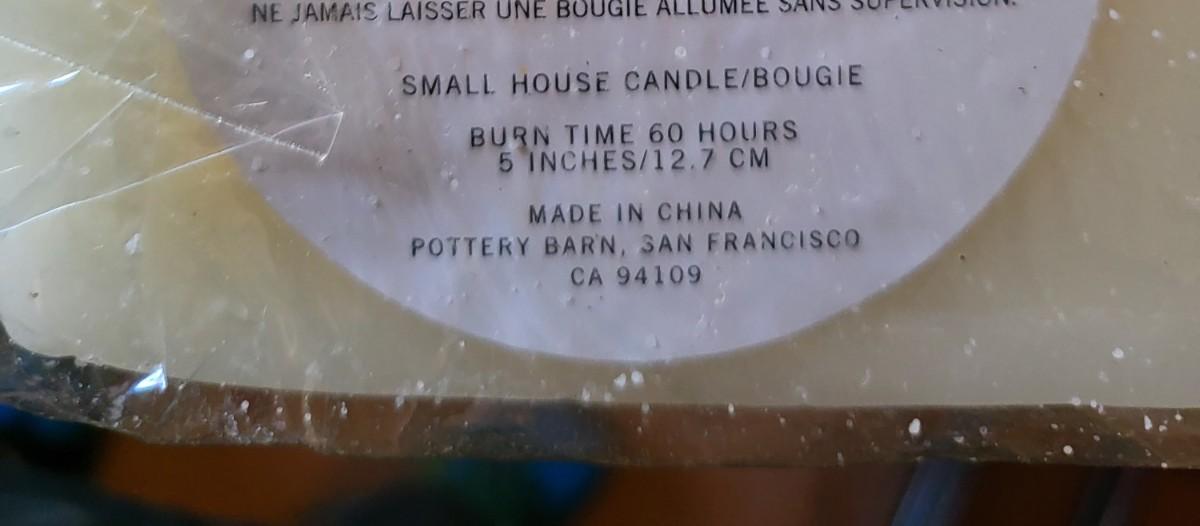 NE JAMAIS LAISSER UNE BOUGIE ALLUMÉE SANS SUPERVISION.
SMALL HOUSE CANDLE/BOUGIE
BURN TIME 60 HOURS
5 INCHES/12.7 CM
MADE IN CHINA
POTTERY BARN, SAN FRANCISCO
CA 94109